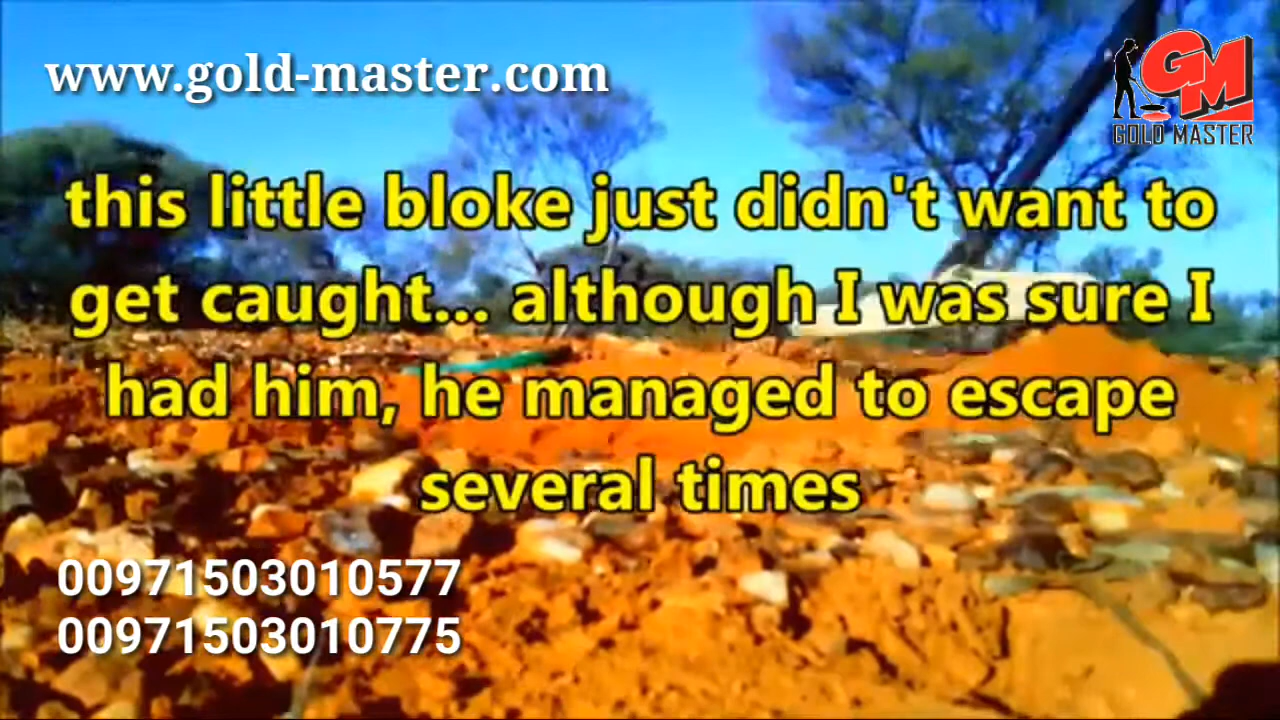 www.gold-master.com
GM
GOLD MASTER
this little bloke just didn't want to
get caught... although I was sure I
had him, he managed to escape
several times
00971503010577
00971503010775